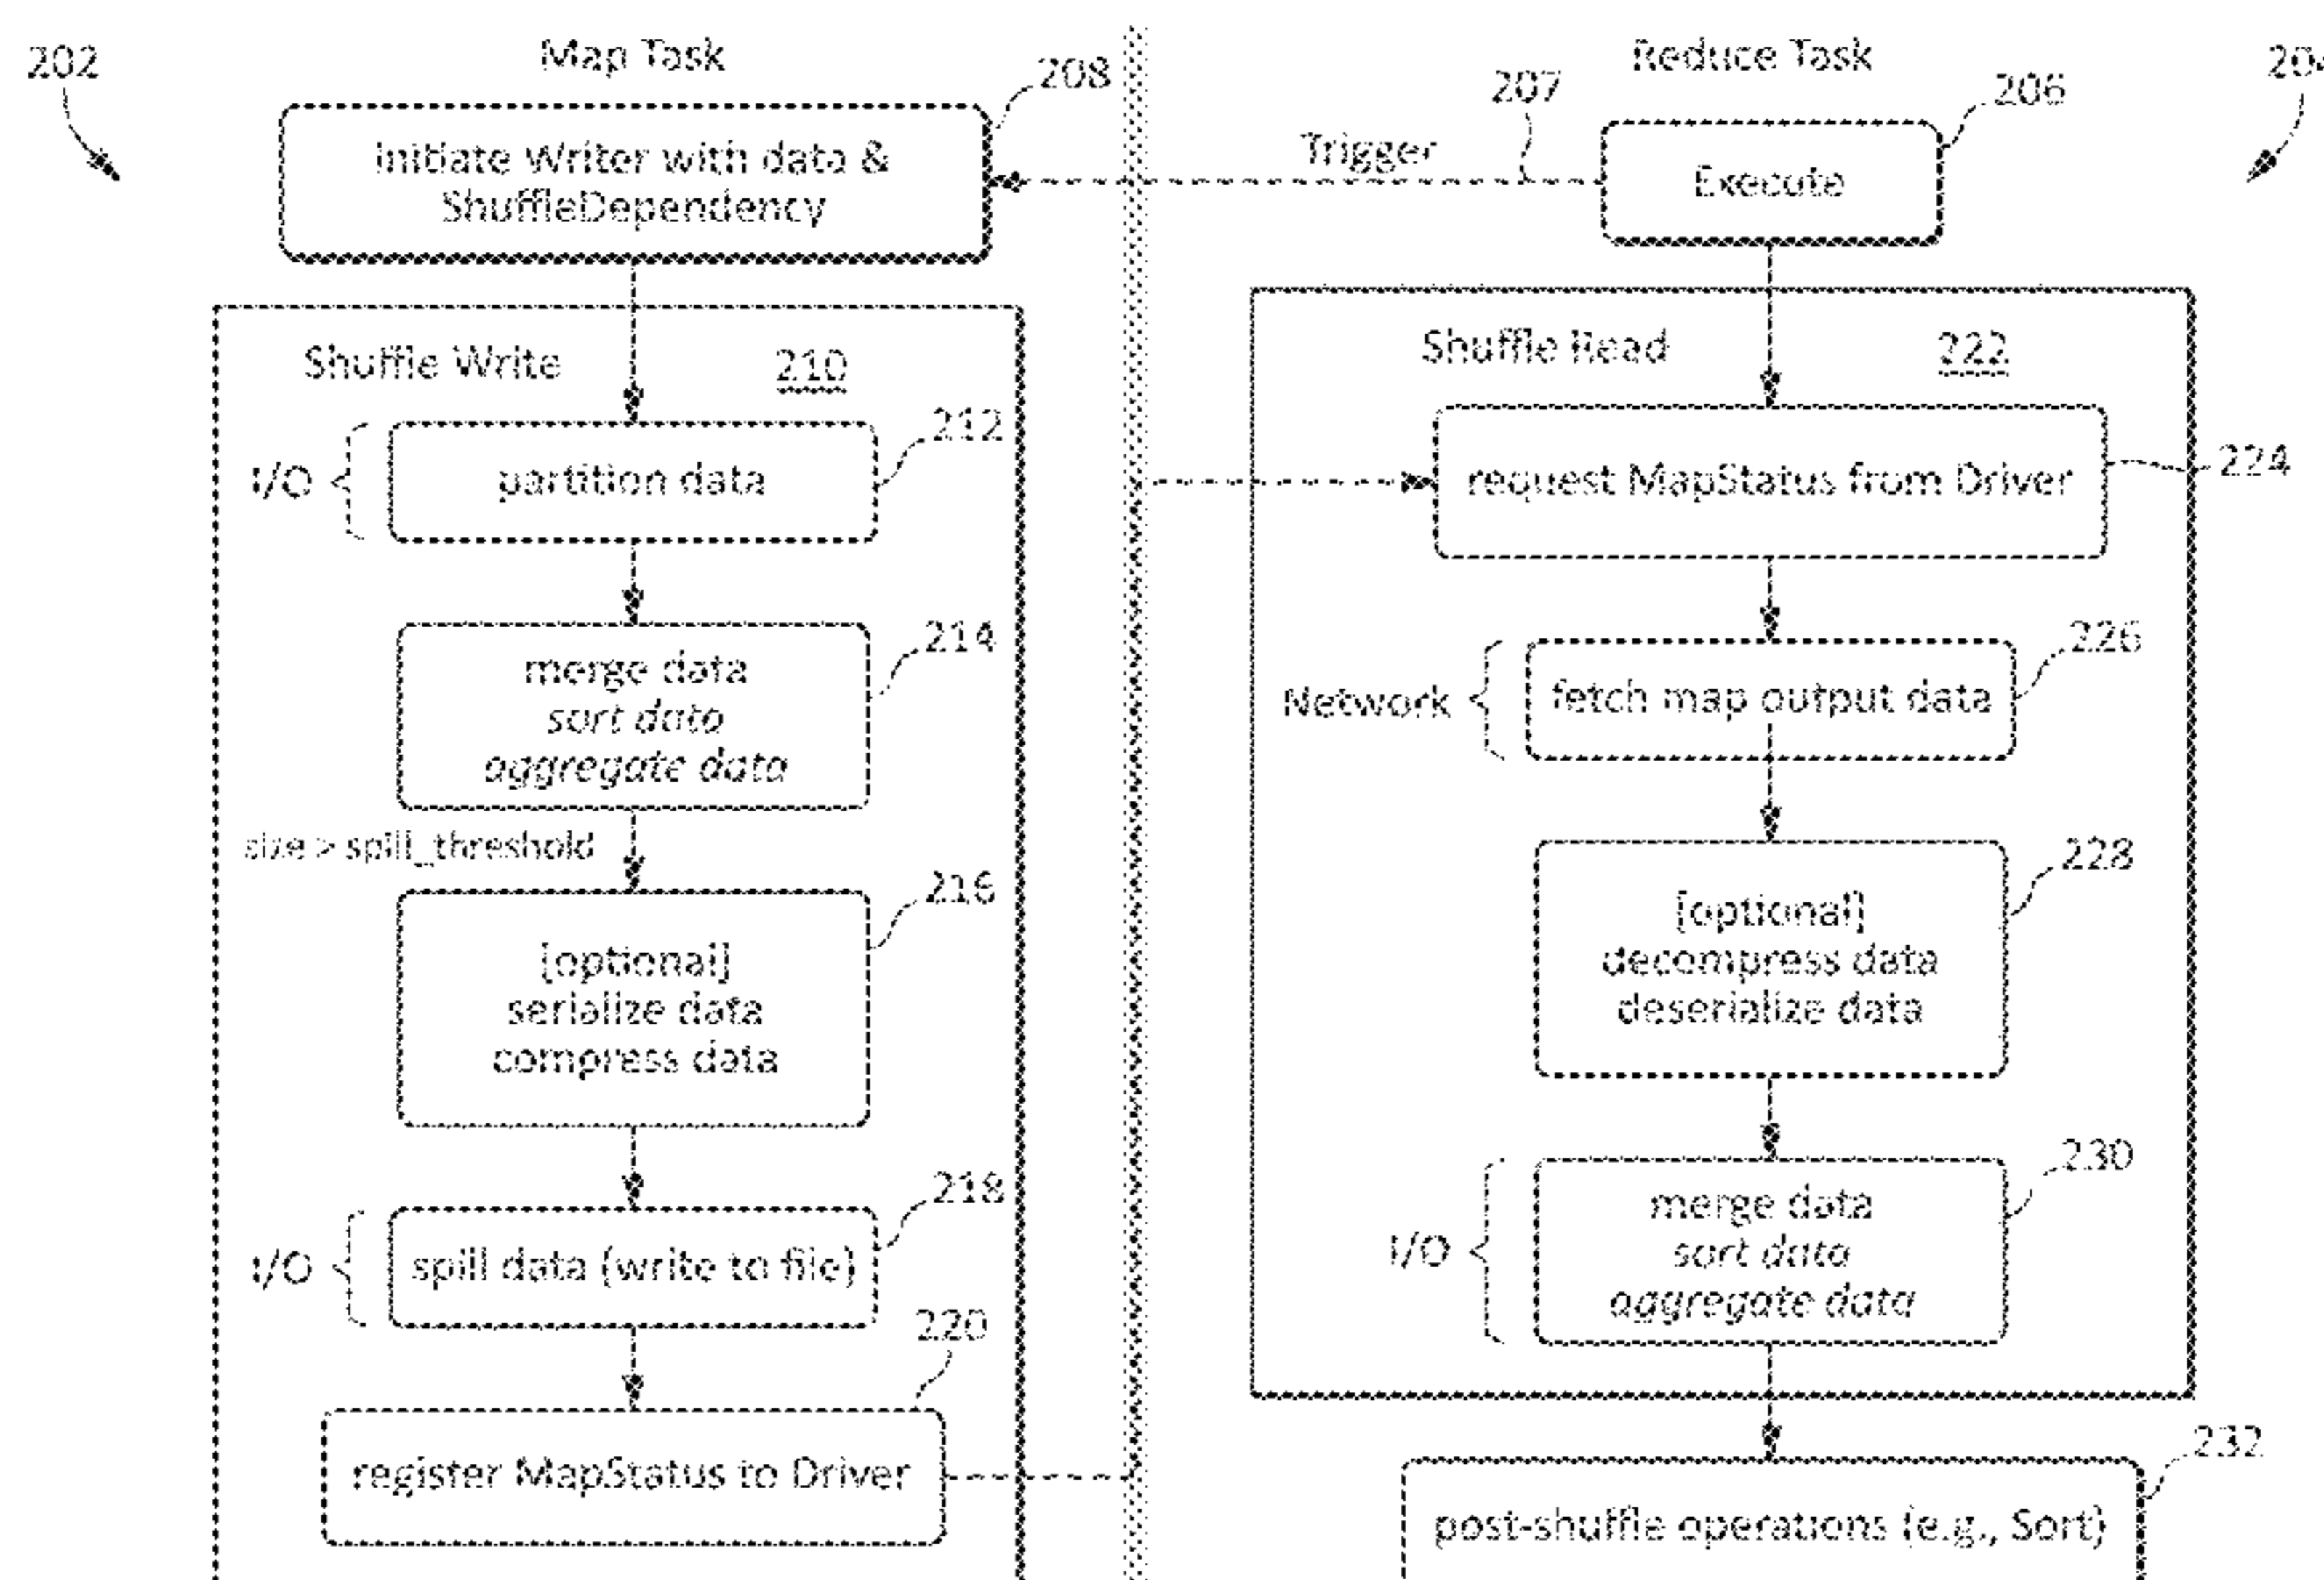 202
Map Task
208
initiate Writer with data &
ShuffleDependency
Shuffle Write
210
I/O
partition data
212
merge data
sort data
aggregate data
214
size > spill_threshold
[optional]
serialize data
compress data
216
I/O
spill data (write to file)
218
220
register MapStatus to Driver
Trigger
207
Reduce Task
206
204
Execute
Shuffle Read
222
request MapStatus from Driver
224
Network
fetch map output data
226
[optional]
decompress data
deserialize data
228
I/O
merge data
sort data
aggregate data
230
232
post-shuffle operations (e.g., Sort)